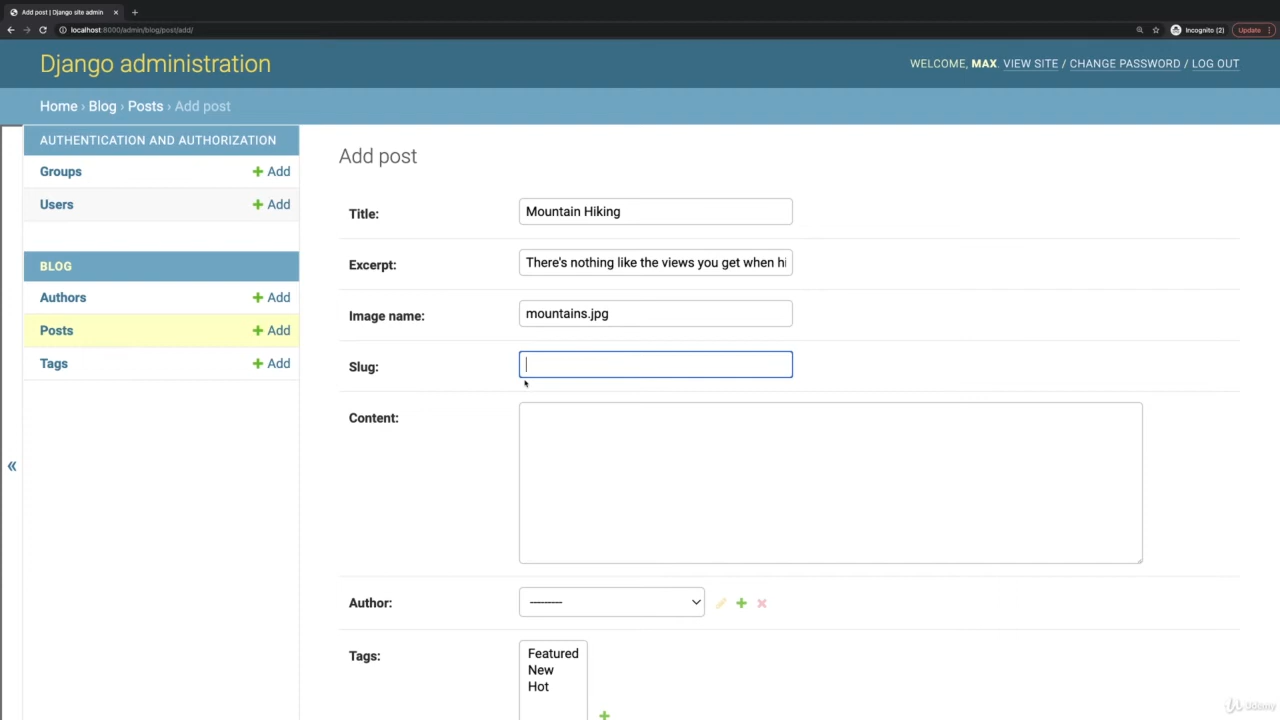 Add post | Django site admin
localhost:8000/admin/blog/post/add/
Incognito (2)
Update
Django administration
WELCOME, MAX. VIEW SITE / CHANGE PASSWORD / LOG OUT
Home › Blog › Posts › Add post
AUTHENTICATION AND AUTHORIZATION
Groups + Add
Users + Add
BLOG
Authors + Add
Posts + Add
Tags + Add
«
Add post
Title: Mountain Hiking
Excerpt: There's nothing like the views you get when hi
Image name: mountains.jpg
Slug:
Content:
Author: ---------
Tags:
Featured
New
Hot
Udemy